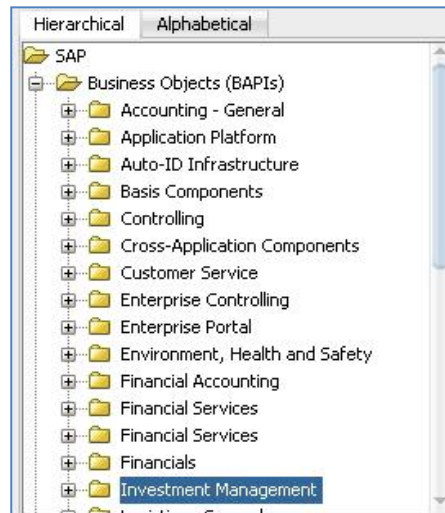 Hierarchical Alphabetical
SAP
Business Objects (BAPIs)
Accounting - General
Application Platform
Auto-ID Infrastructure
Basis Components
Controlling
Cross-Application Components
Customer Service
Enterprise Controlling
Enterprise Portal
Environment, Health and Safety
Financial Accounting
Financial Services
Financial Services
Financials
Investment Management